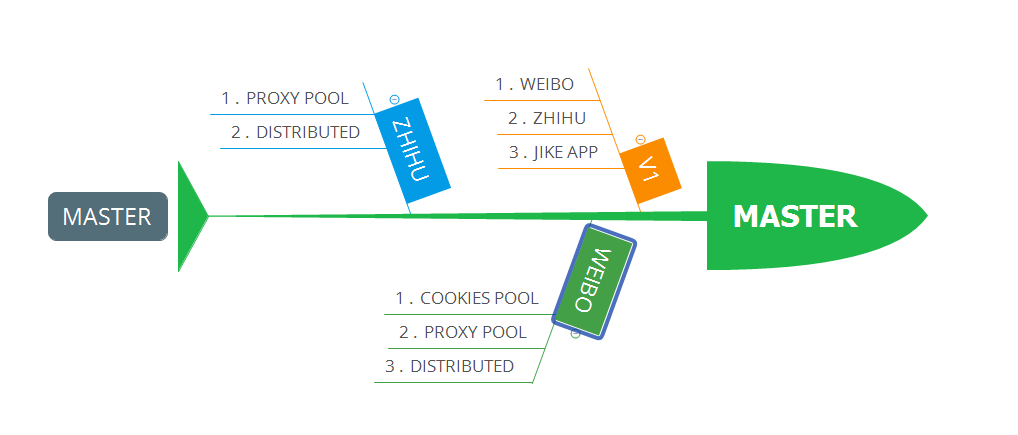 1 . PROXY POOL
2 . DISTRIBUTED
ZHIHU
1 . WEIBO
2 . ZHIHU
3 . JIKE APP
V1
MASTER
MASTER
WEIBO
1 . COOKIES POOL
2 . PROXY POOL
3 . DISTRIBUTED